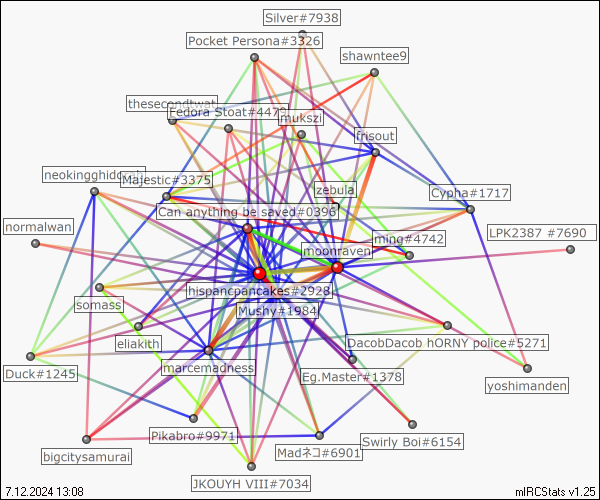 Silver#7938
Pocket Persona#3326
shawntee9
thesecondtwat
Fedora Stoat#4479
mukszi
frisout
Majestic#3375
zebula
Cypha#1717
Can anything be saved#0396
normalwan
ming#4742
LPK2387 #7690
moonraven
hispancpancakes#2928
somass
Mushy#1984
eliakith
DacobDacob hORNY police#5271
marcemadness
Duck#1245
Eg.Master#1378
yoshimanden
Pikabro#9971
Swirly Boi#6154
bigcitysamurai
Madネコ#6901
JKOUYH VIII#7034
7.12.2024 13:08
mIRCStats v1.25